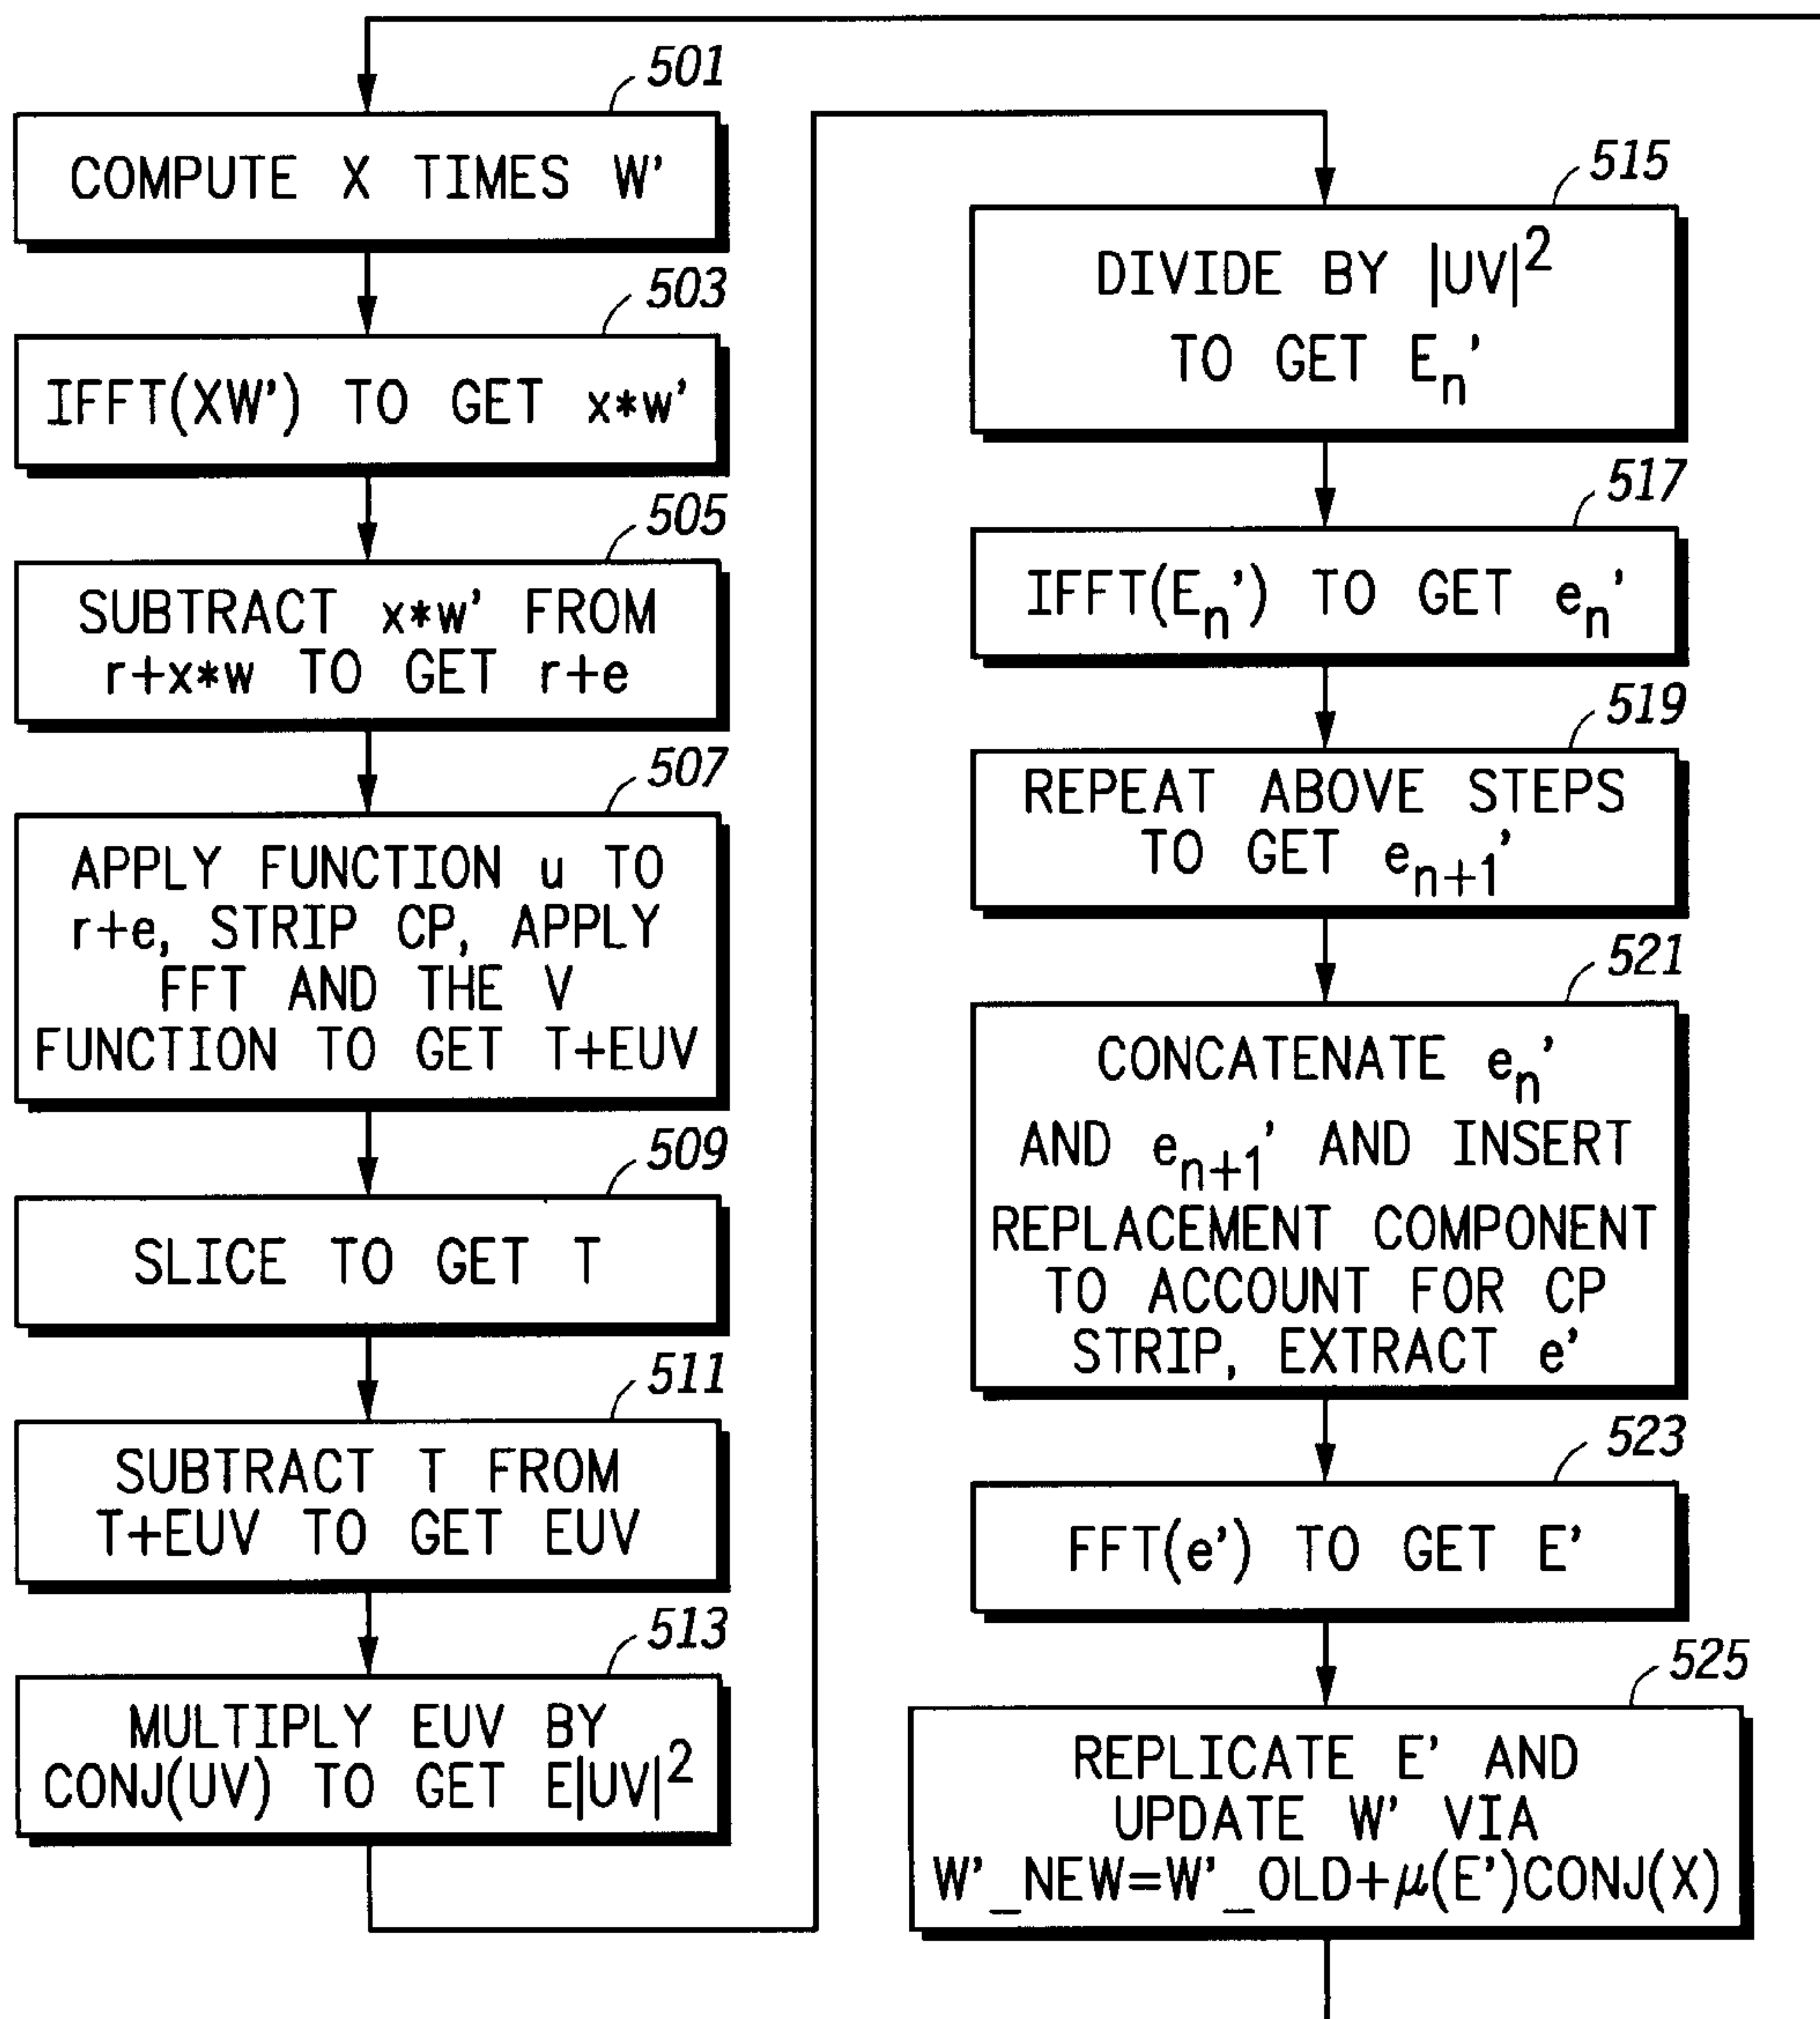 501
COMPUTE X TIMES W'
503
IFFT(XW') TO GET x*w'
505
SUBTRACT x*w' FROM
r+x*w TO GET r+e
507
APPLY FUNCTION u TO
r+e, STRIP CP, APPLY
FFT AND THE V
FUNCTION TO GET T+EUV
509
SLICE TO GET T
511
SUBTRACT T FROM
T+EUV TO GET EUV
513
MULTIPLY EUV BY
CONJ(UV) TO GET E|UV|²
515
DIVIDE BY |UV|²
TO GET Eₙ'
517
IFFT(Eₙ') TO GET eₙ'
519
REPEAT ABOVE STEPS
TO GET eₙ₊₁'
521
CONCATENATE eₙ'
AND eₙ₊₁' AND INSERT
REPLACEMENT COMPONENT
TO ACCOUNT FOR CP
STRIP, EXTRACT e'
523
FFT(e') TO GET E'
525
REPLICATE E' AND
UPDATE W' VIA
W'_NEW=W'_OLD+μ(E')CONJ(X)